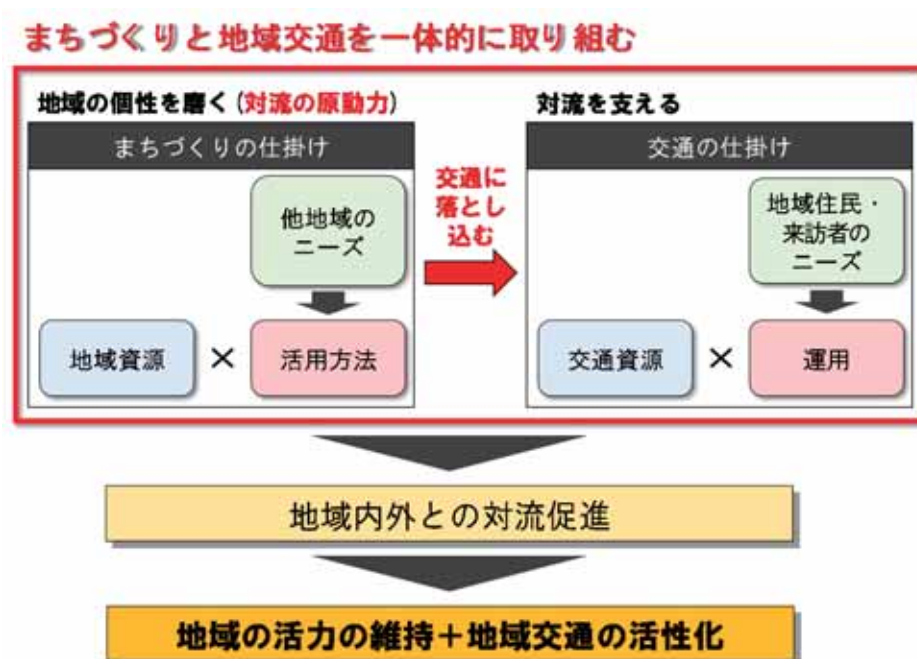 まちづくりと地域交通を一体的に取り組む
地域の個性を磨く(対流の原動力)
まちづくりの仕掛け
他地域の
ニーズ
地域資源
×
活用方法
交通に
落とし
込む
対流を支える
交通の仕掛け
地域住民・
来訪者の
ニーズ
交通資源
×
運用
地域内外との対流促進
地域の活力の維持＋地域交通の活性化